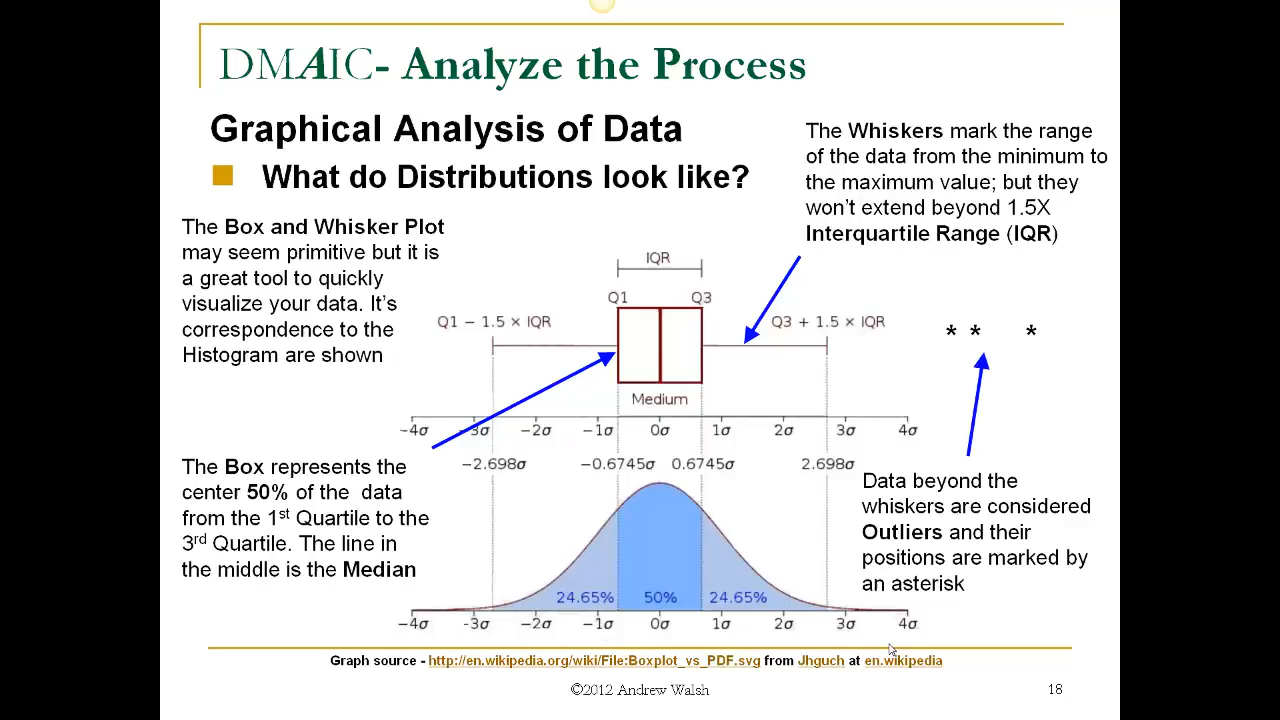 DMAIC- Analyze the Process
Graphical Analysis of Data
What do Distributions look like?
The Whiskers mark the range
of the data from the minimum to
the maximum value; but they
won't extend beyond 1.5X
Interquartile Range (IQR)
The Box and Whisker Plot
may seem primitive but it is
a great tool to quickly
visualize your data. It's
correspondence to the
Histogram are shown
IQR
Q1 Q3
Q1 − 1.5 × IQR Q3 + 1.5 × IQR
* * *
Medium
−4σ −3σ −2σ −1σ 0σ 1σ 2σ 3σ 4σ
−2.698σ −0.6745σ 0.6745σ 2.698σ
The Box represents the
center 50% of the data
from the 1st Quartile to the
3rd Quartile. The line in
the middle is the Median
Data beyond the
whiskers are considered
Outliers and their
positions are marked by
an asterisk
24.65% 50% 24.65%
−4σ -3σ −2σ −1σ 0σ 1σ 2σ 3σ 4σ
Graph source - http://en.wikipedia.org/wiki/File:Boxplot_vs_PDF.svg from Jhguch at en.wikipedia
©2012 Andrew Walsh
18